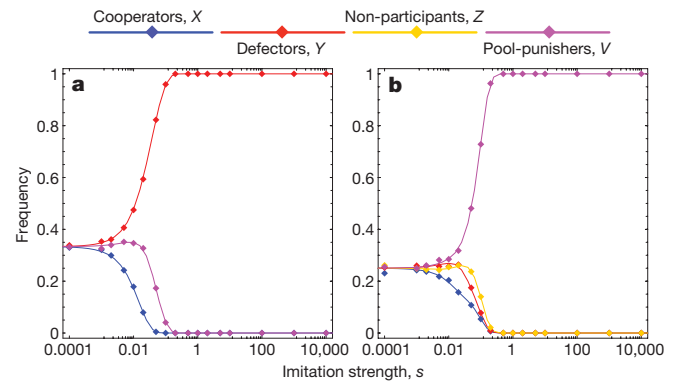 Cooperators, X
Non-participants, Z
Defectors, Y
Pool-punishers, V
a
b
1
0.8
0.6
0.4
0.2
0
1
0.8
0.6
0.4
0.2
0
Frequency
0.0001 0.01 1 100 10,000
0.0001 0.01 1 100 10,000
Imitation strength, s